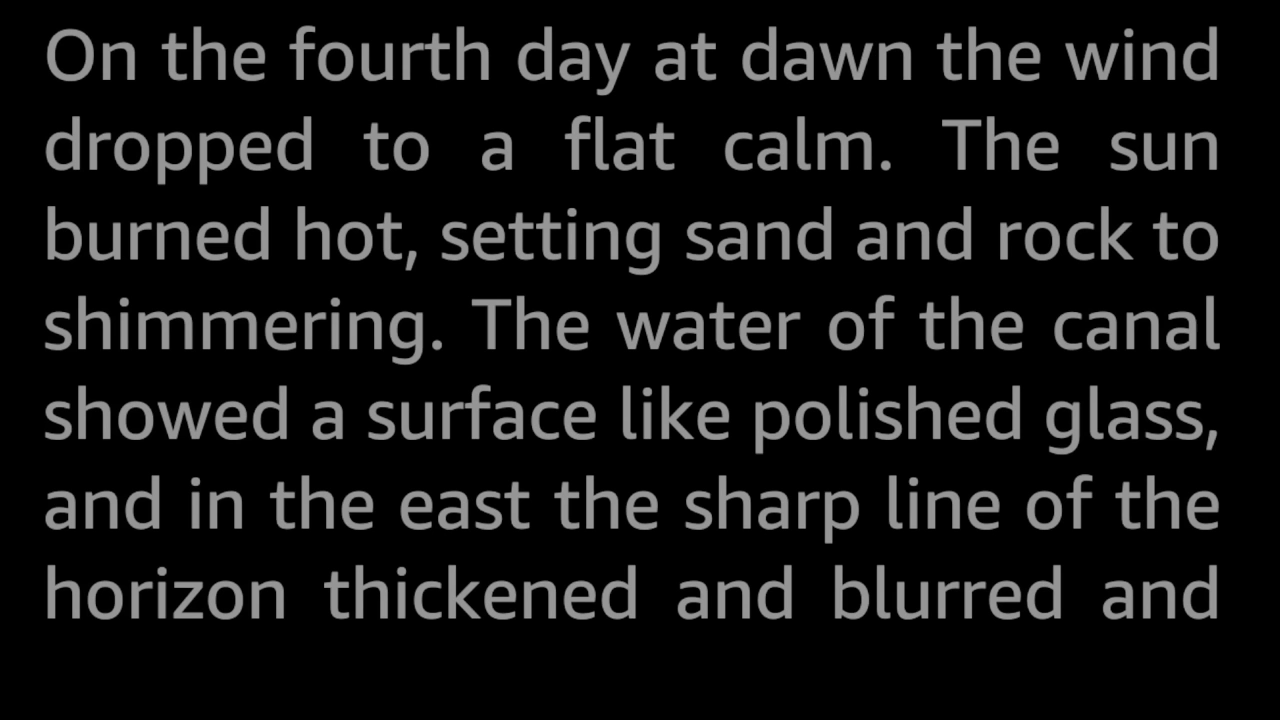 On the fourth day at dawn the wind
dropped to a flat calm. The sun
burned hot, setting sand and rock to
shimmering. The water of the canal
showed a surface like polished glass,
and in the east the sharp line of the
horizon thickened and blurred and